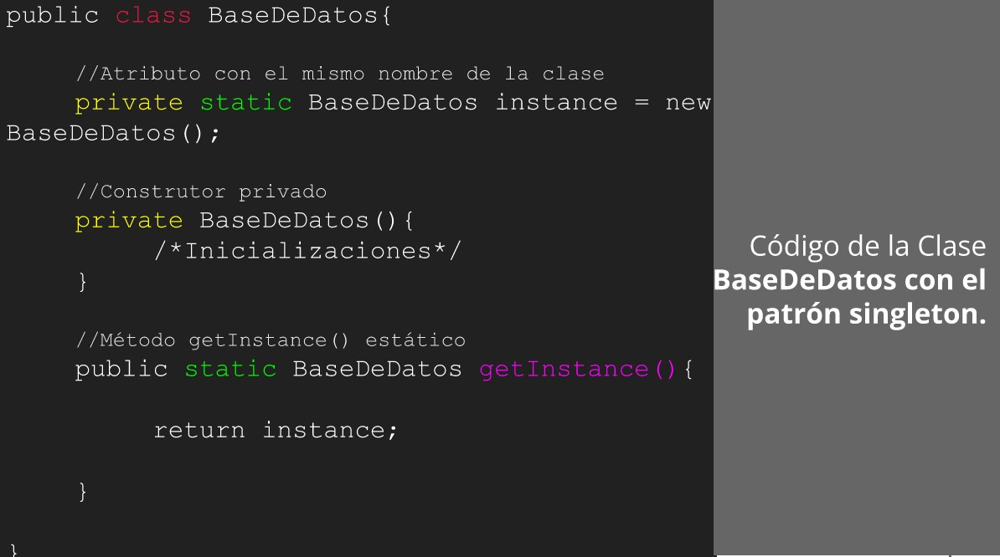 public class BaseDeDatos{
//Atributo con el mismo nombre de la clase
private static BaseDeDatos instance = new
BaseDeDatos();
//Construtor privado
private BaseDeDatos(){
/*Inicializaciones*/
}
//Método getInstance() estático
public static BaseDeDatos getInstance(){
return instance;
}
}
Código de la Clase
BaseDeDatos con el
patrón singleton.